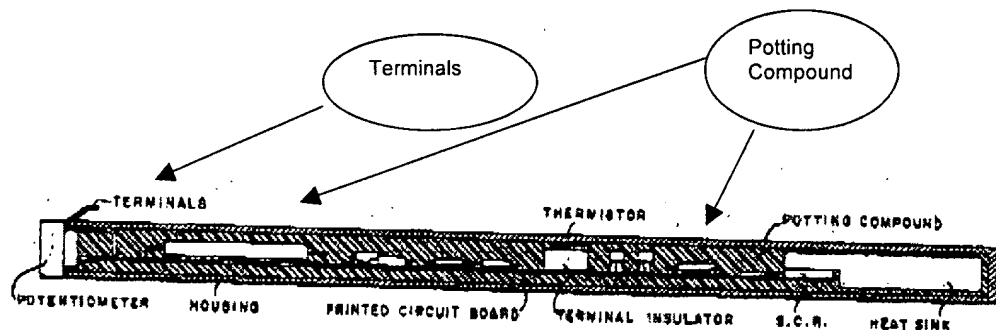 Terminals
Potting
Compound
TERMINALS
THERMISTOR
POTTING COMPOUND
POTENTIOMETER
HOUSING
PRINTED CIRCUIT BOARD
TERMINAL INSULATOR
S.C.R.
HEAT SINK